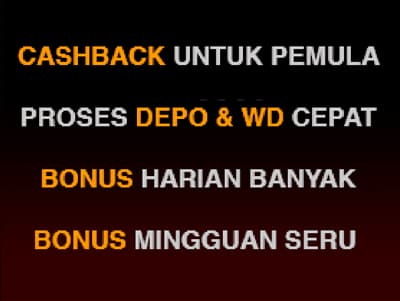 CASHBACK UNTUK PEMULA
PROSES DEPO & WD CEPAT
BONUS HARIAN BANYAK
BONUS MINGGUAN SERU